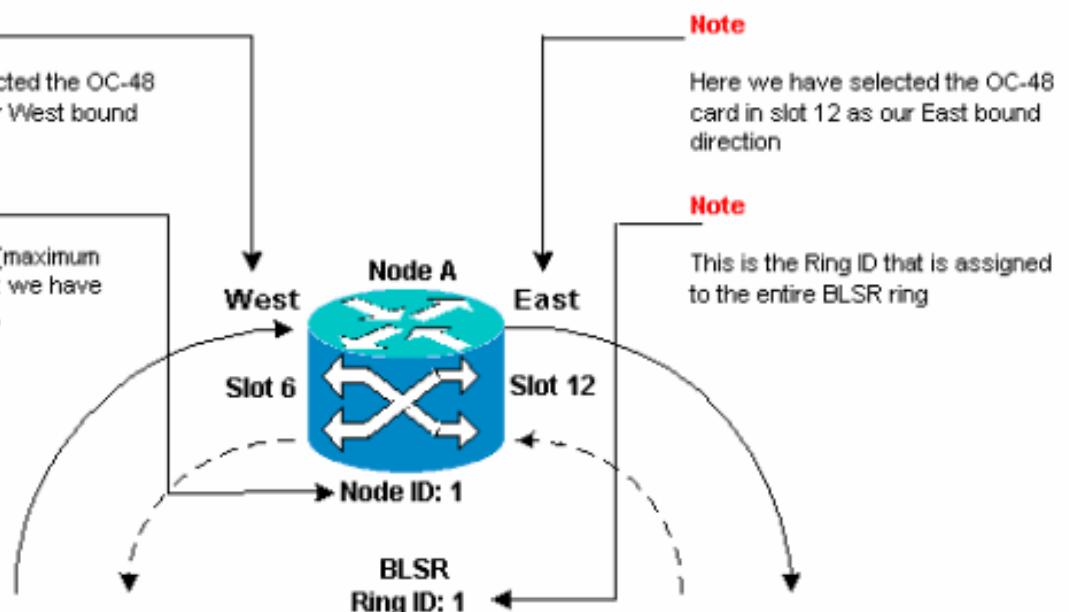 Note
cted the OC-48
West bound
Here we have selected the OC-48
card in slot 12 as our East bound
direction
Note
(maximum
we have
This is the Ring ID that is assigned
to the entire BLSR ring
Node A
West
East
Slot 6
Slot 12
Node ID: 1
BLSR
Ring ID: 1